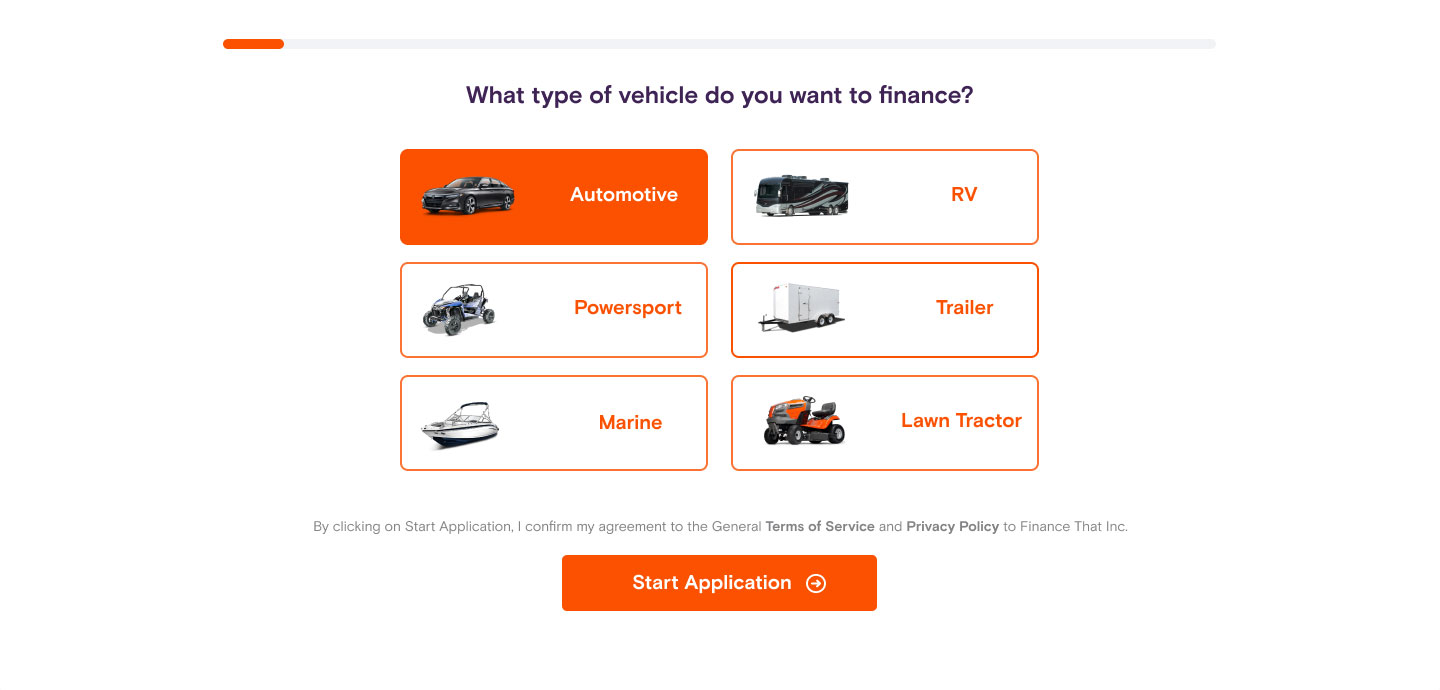 What type of vehicle do you want to finance?
Automotive
RV
Powersport
Trailer
Marine
Lawn Tractor
By clicking on Start Application, I confirm my agreement to the General Terms of Service and Privacy Policy to Finance That Inc.
Start Application